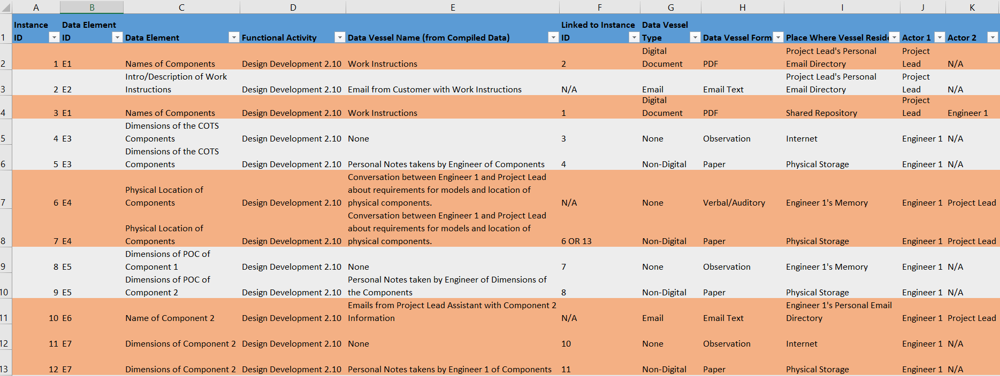 A B C D E F G H I J K
1 Instance ID Data Element ID Data Element Functional Activity Data Vessel Name (from Compiled Data) Linked to Instance ID Data Vessel Type Data Vessel Form Place Where Vessel Reside Actor 1 Actor 2
2 1 E1 Names of Components Design Development 2.10 Work Instructions 2 Digital Document PDF Project Lead's Personal Email Directory Project Lead N/A
3 2 E2 Intro/Description of Work Instructions Design Development 2.10 Email from Customer with Work Instructions N/A Email Email Text Project Lead's Personal Email Directory Project Lead N/A
4 3 E1 Names of Components Design Development 2.10 Work Instructions 1 Digital Document PDF Shared Repository Project Lead Engineer 1
5 4 E3 Dimensions of the COTS Components Design Development 2.10 None 3 None Observation Internet Engineer 1 N/A
6 5 E3 Dimensions of the COTS Components Design Development 2.10 Personal Notes takens by Engineer of Components 4 Non-Digital Paper Physical Storage Engineer 1 N/A
7 6 E4 Physical Location of Components Design Development 2.10 Conversation between Engineer 1 and Project Lead about requirements for models and location of physical components. N/A None Verbal/Auditory Engineer 1's Memory Engineer 1 Project Lead
8 7 E4 Physical Location of Components Design Development 2.10 Conversation between Engineer 1 and Project Lead about requirements for models and location of physical components. 6 OR 13 Non-Digital Paper Physical Storage Engineer 1 Project Lead
9 8 E5 Dimensions of POC of Component 1 Design Development 2.10 None 7 None Observation Engineer 1's Memory Engineer 1 N/A
10 9 E5 Dimensions of POC of Component 2 Design Development 2.10 Personal Notes taken by Engineer of Dimensions of the Components 8 Non-Digital Paper Physical Storage Engineer 1 N/A
11 10 E6 Name of Component 2 Design Development 2.10 Emails from Project Lead Assistant with Component 2 Information N/A Email Email Text Engineer 1's Personal Email Directory Engineer 1 Project Lead
12 11 E7 Dimensions of Component 2 Design Development 2.10 None 10 None Observation Internet Engineer 1 N/A
13 12 E7 Dimensions of Component 2 Design Development 2.10 Personal Notes takens by Engineer 1 of Components 11 Non-Digital Paper Physical Storage Engineer 1 N/A